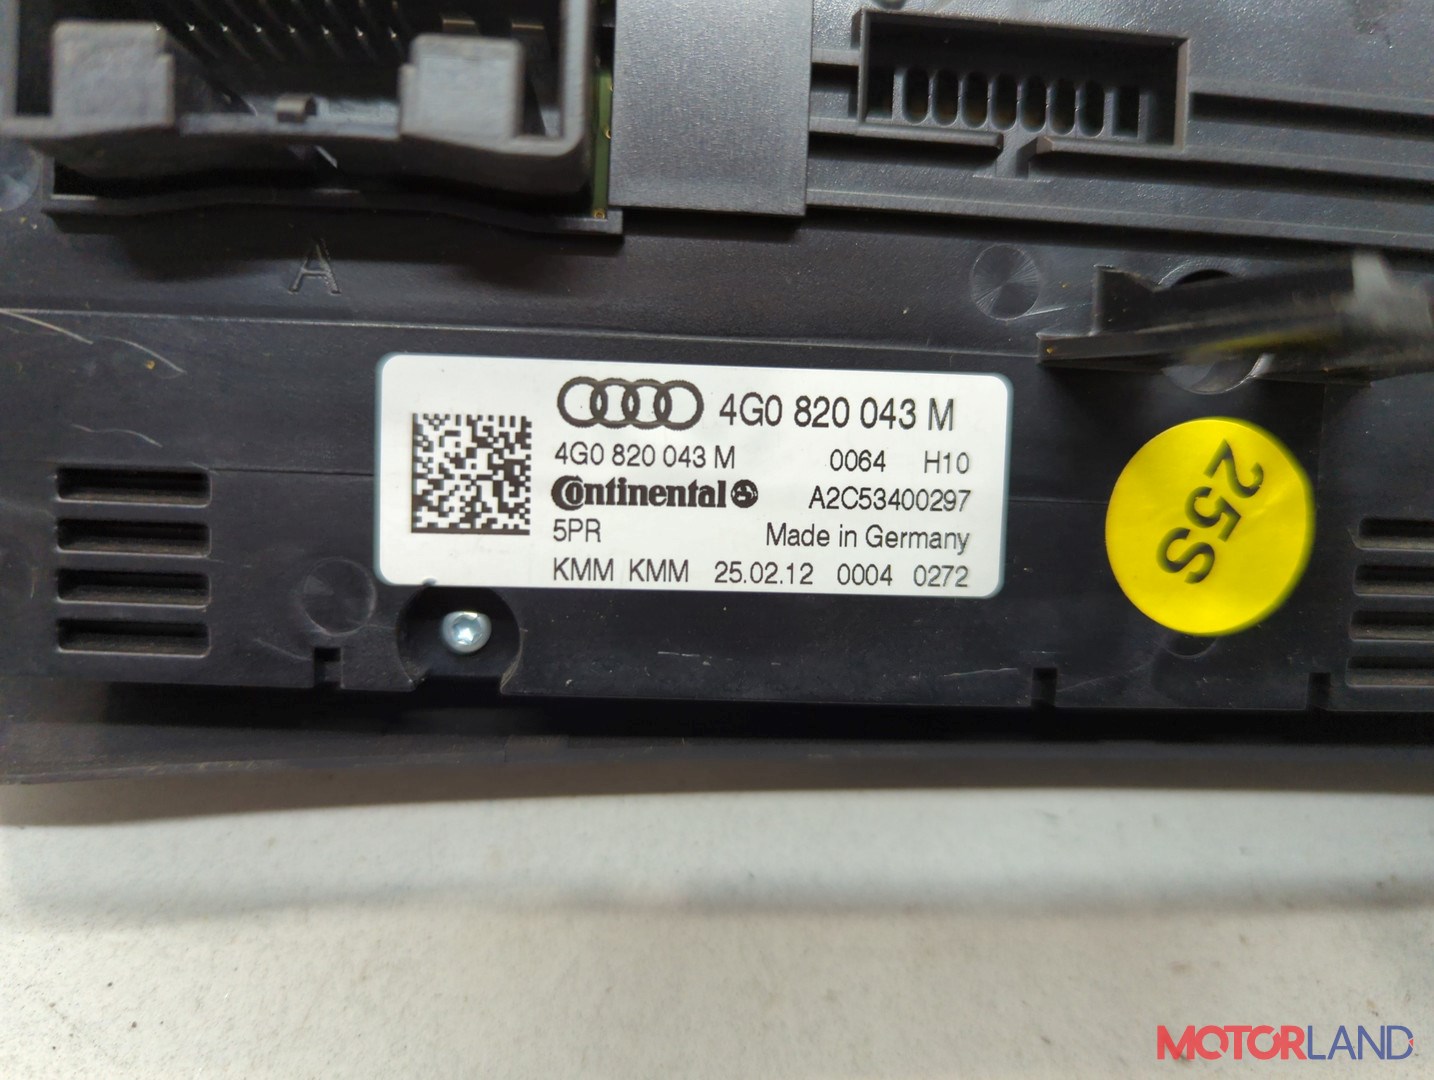 A
4G0 820 043 M
4G0 820 043 M 0064 H10
Continental A2C53400297
5PR Made in Germany
KMM KMM 25.02.12 0004 0272
25S
MOTORLAND